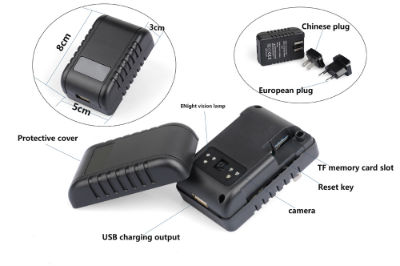 8cm
3cm
5cm
Chinese plug
European plug
ENight vision lamp
Protective cover
TF memory card slot
Reset key
camera
USB charging output